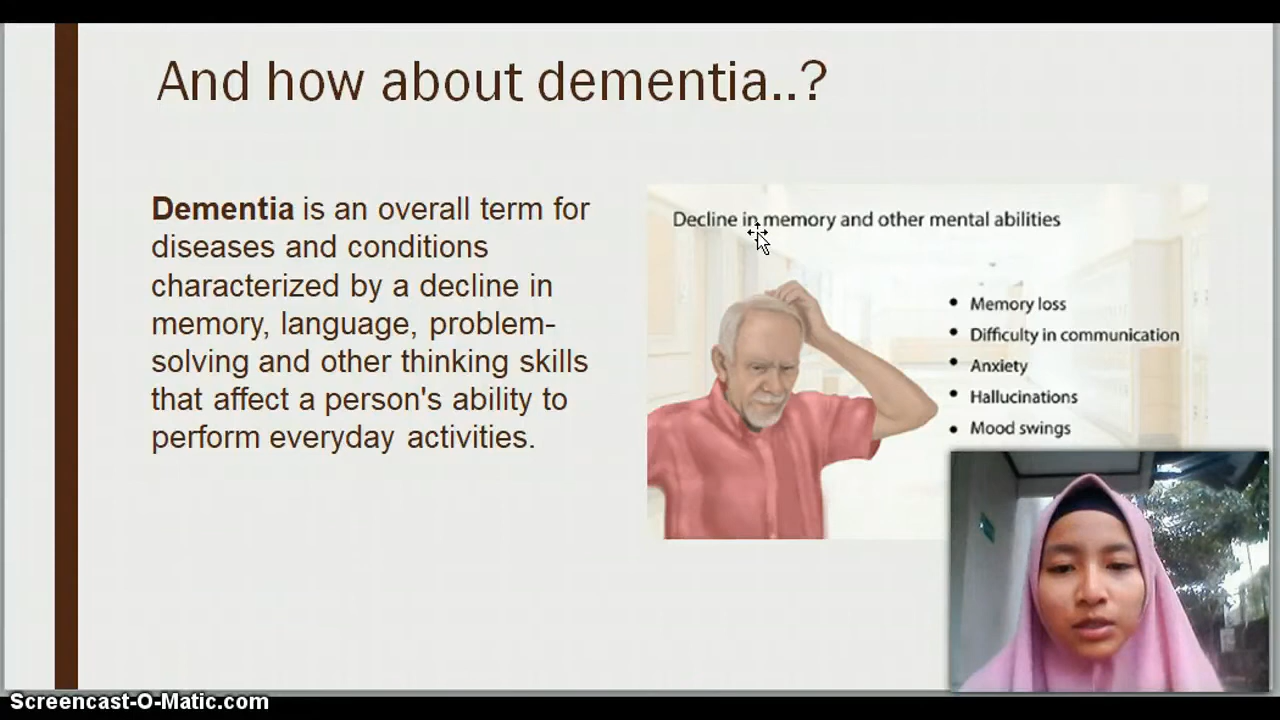 And how about dementia..?
Dementia is an overall term for
diseases and conditions
characterized by a decline in
memory, language, problem-
solving and other thinking skills
that affect a person's ability to
perform everyday activities.
Decline in memory and other mental abilities
• Memory loss
• Difficulty in communication
• Anxiety
• Hallucinations
• Mood swings
Screencast-O-Matic.com